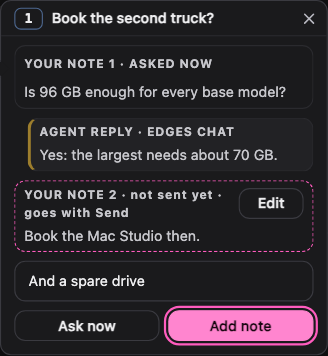 1 Book the second truck?
YOUR NOTE 1 · ASKED NOW
Is 96 GB enough for every base model?
AGENT REPLY · EDGES CHAT
Yes: the largest needs about 70 GB.
YOUR NOTE 2 · not sent yet ·
goes with Send
Edit
Book the Mac Studio then.
And a spare drive
Ask now
Add note